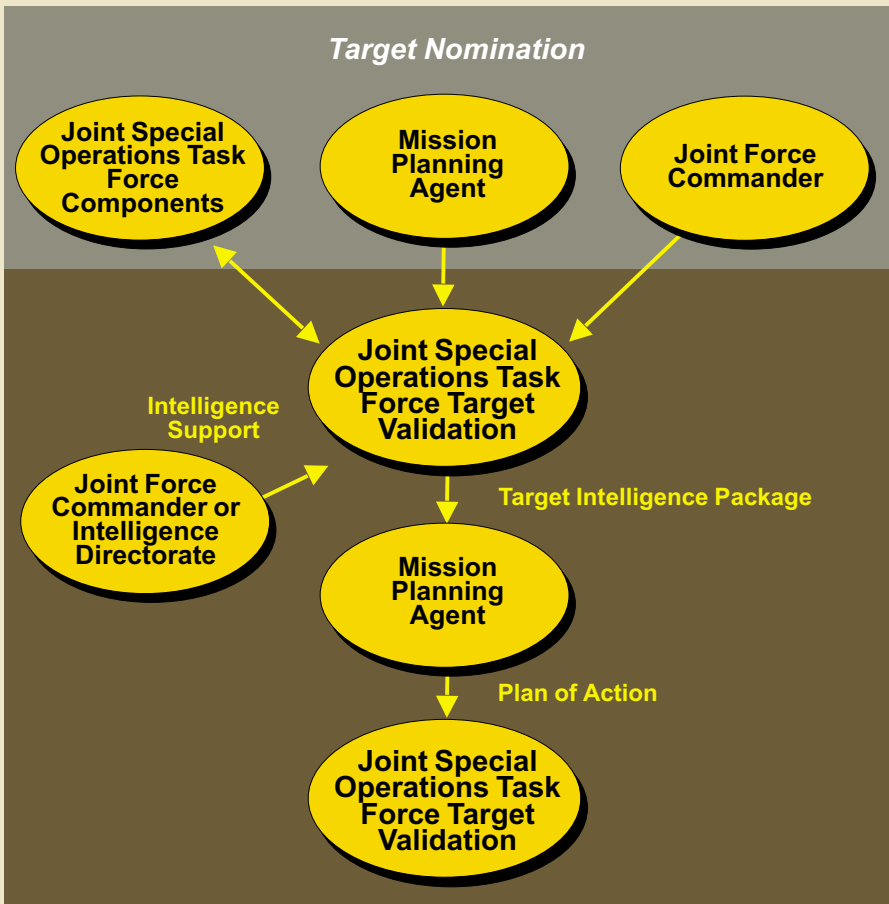 Target Nomination
Joint Special
Operations Task
Force
Components
Mission
Planning
Agent
Joint Force
Commander
Joint Special
Operations Task
Force Target
Validation
Intelligence
Support
Joint Force
Commander or
Intelligence
Directorate
Target Intelligence Package
Mission
Planning
Agent
Plan of Action
Joint Special
Operations Task
Force Target
Validation